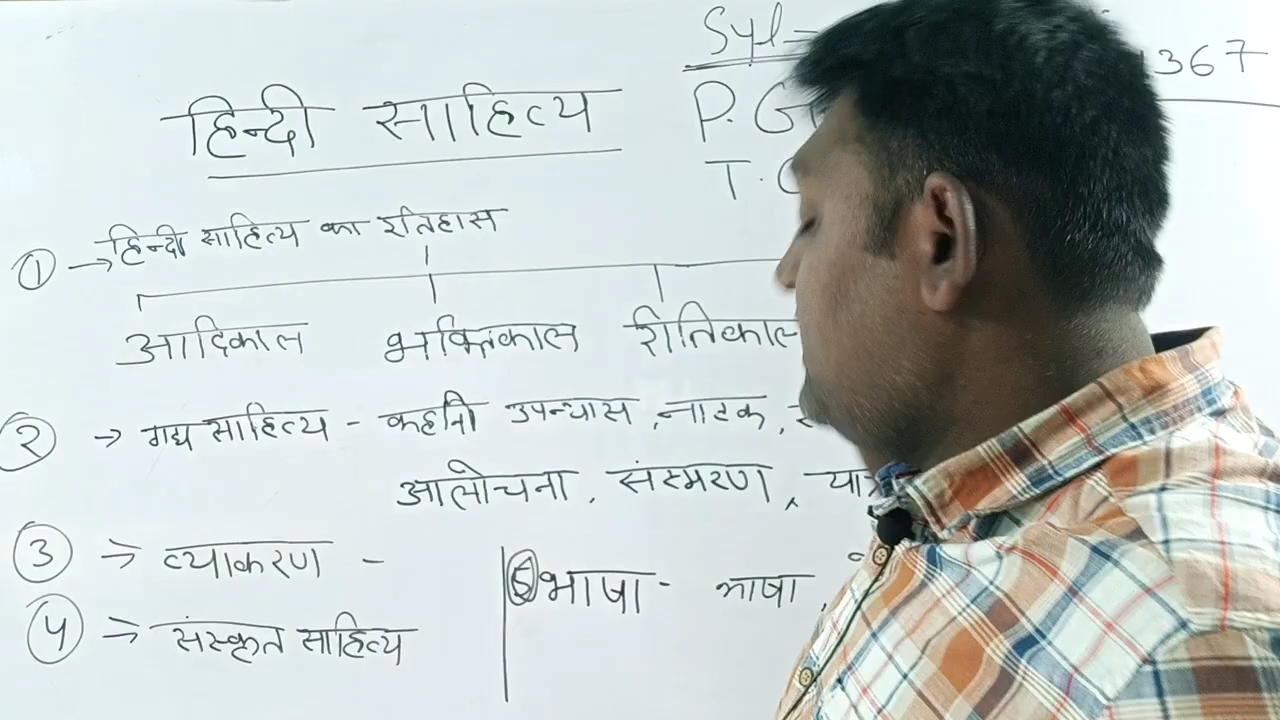 Syl=
367
हिन्दी साहित्य
P.G
T.G
① → हिन्दी साहित्य का इतिहास
आदिकाल भक्तिकाल रीतिकाल
② → गद्य साहित्य - कहानी उपन्यास, नाटक,
आलोचना, संस्मरण, यात्रा
③ ⇒ व्याकरण -
④ ⇒ संस्कृत साहित्य
⑤ भाषा - भाषा,